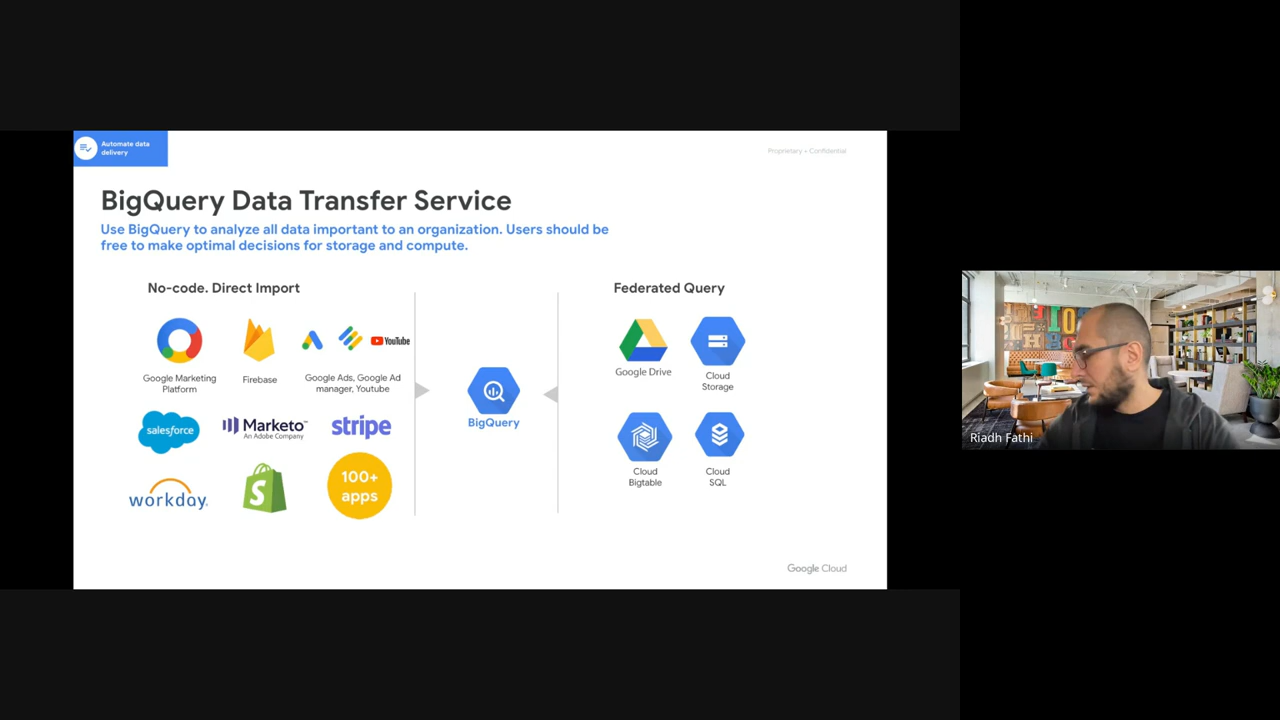 Automate data
delivery
Proprietary + Confidential
BigQuery Data Transfer Service
Use BigQuery to analyze all data important to an organization. Users should be
free to make optimal decisions for storage and compute.
No-code. Direct Import
Federated Query
YouTube
Google Marketing
Platform
Firebase
Google Ads, Google Ad
manager, Youtube
Google Drive
Cloud
Storage
BigQuery
salesforce
Marketo™
An Adobe Company
stripe
Cloud
Bigtable
Cloud
SQL
workday.
S
100+
apps
Google Cloud
Riadh Fathi